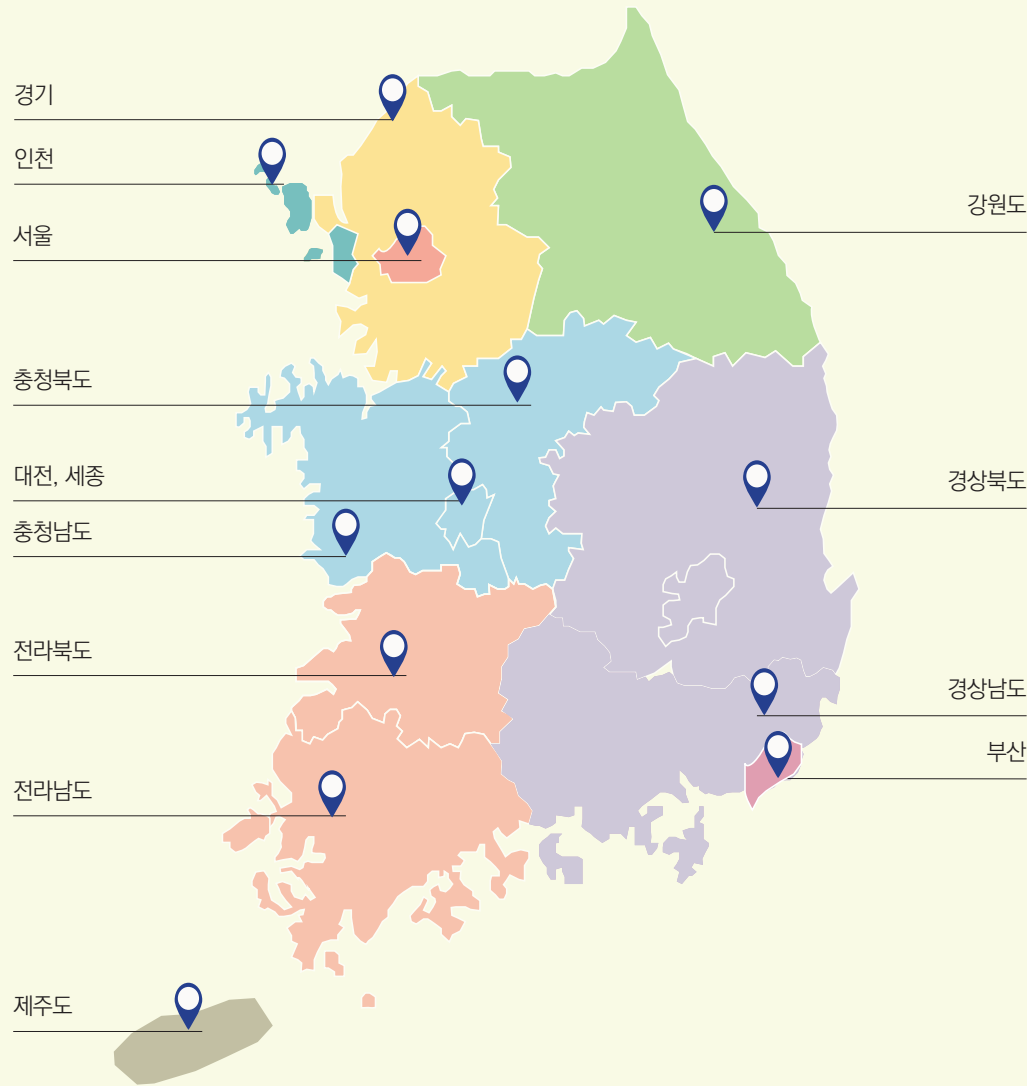 경기
인천
서울
강원도
충청북도
대전, 세종
경상북도
충청남도
전라북도
경상남도
부산
전라남도
제주도